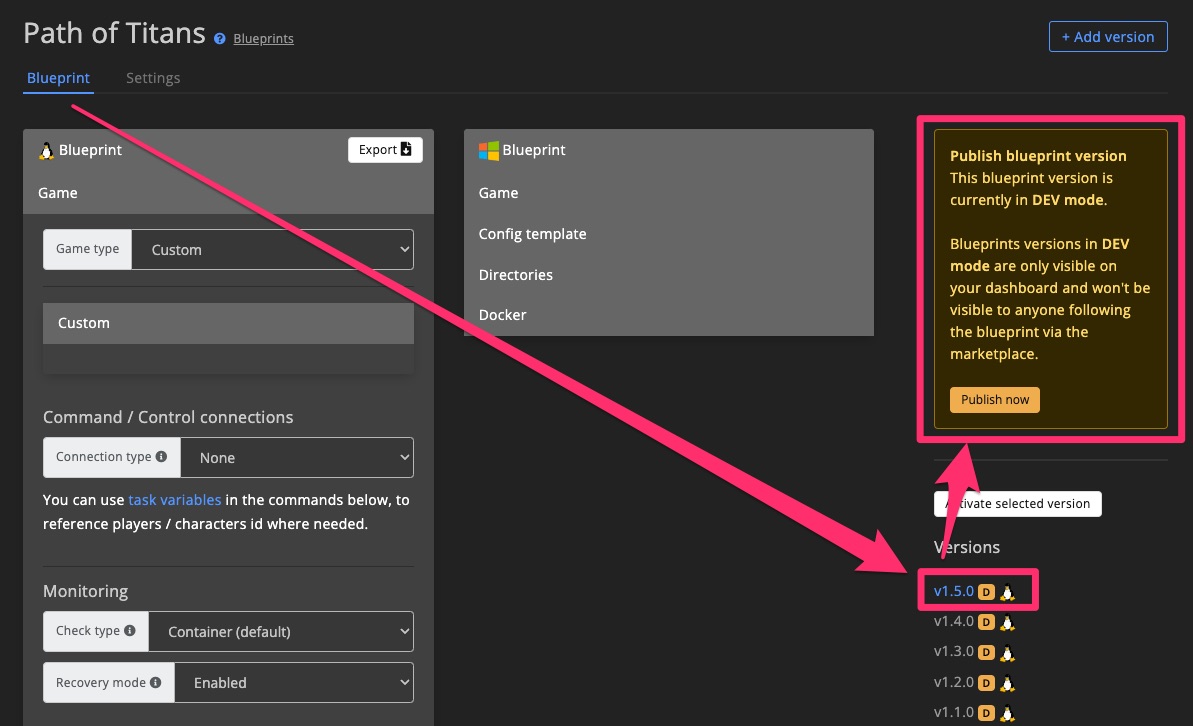 Path of Titans ? Blueprints
+ Add version
Blueprint Settings
Blueprint
Export
Game
Game type
Custom
Custom
Command / Control connections
Connection type
None
You can use task variables in the commands below, to
reference players / characters id where needed.
Monitoring
Check type
Container (default)
Recovery mode
Enabled
Blueprint
Game
Config template
Directories
Docker
Publish blueprint version
This blueprint version is
currently in DEV mode.
Blueprints versions in DEV
mode are only visible on
your dashboard and won't be
visible to anyone following
the blueprint via the
marketplace.
Publish now
selected version
Versions
v1.5.0 D
v1.4.0 D
v1.3.0 D
v1.2.0 D
v1.1.0 D